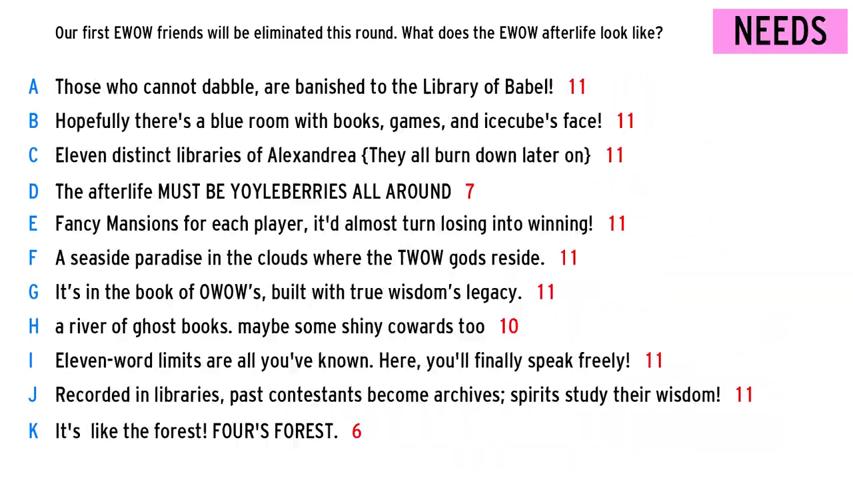 Our first EWOW friends will be eliminated this round. What does the EWOW afterlife look like?
NEEDS
A Those who cannot dabble, are banished to the Library of Babel! 11
B Hopefully there's a blue room with books, games, and icecube's face! 11
C Eleven distinct libraries of Alexandrea {They all burn down later on} 11
D The afterlife MUST BE YOYLEBERRIES ALL AROUND 7
E Fancy Mansions for each player, it'd almost turn losing into winning! 11
F A seaside paradise in the clouds where the TWOW gods reside. 11
G It’s in the book of OWOW’s, built with true wisdom’s legacy. 11
H a river of ghost books. maybe some shiny cowards too 10
I Eleven-word limits are all you've known. Here, you'll finally speak freely! 11
J Recorded in libraries, past contestants become archives; spirits study their wisdom! 11
K It's  like the forest! FOUR'S FOREST. 6